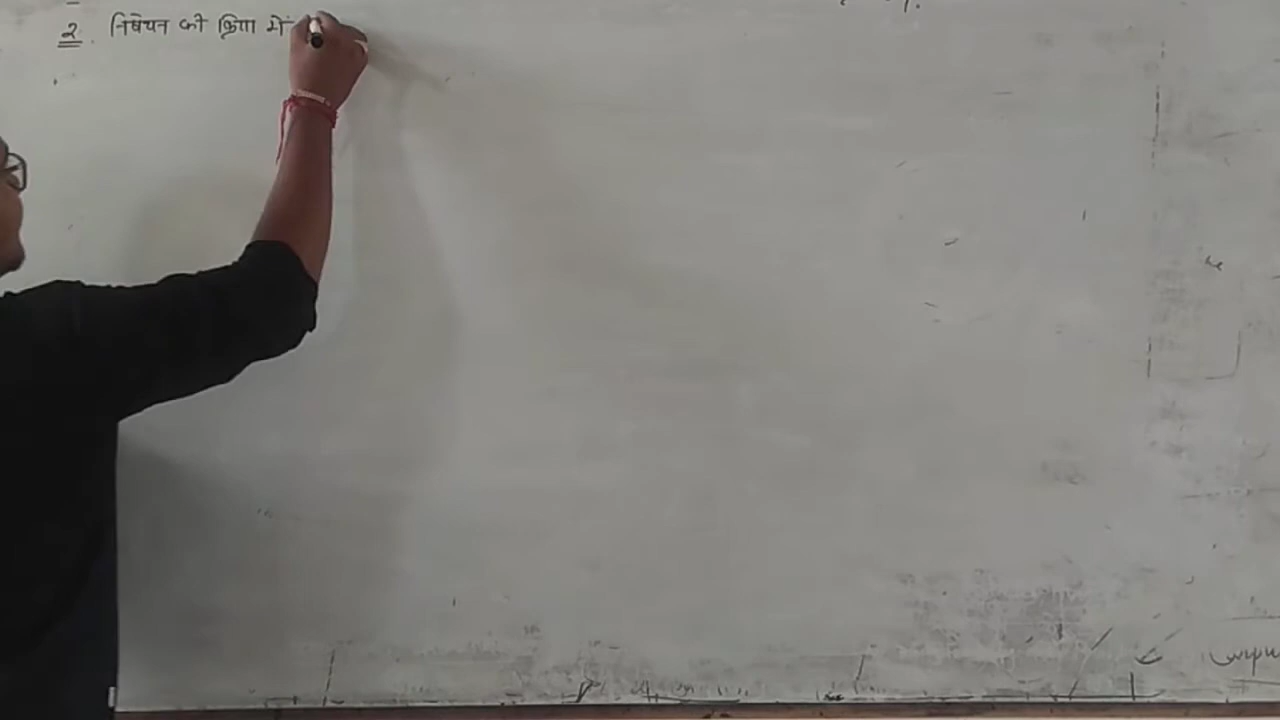 2. निषेचन की क्रिया में